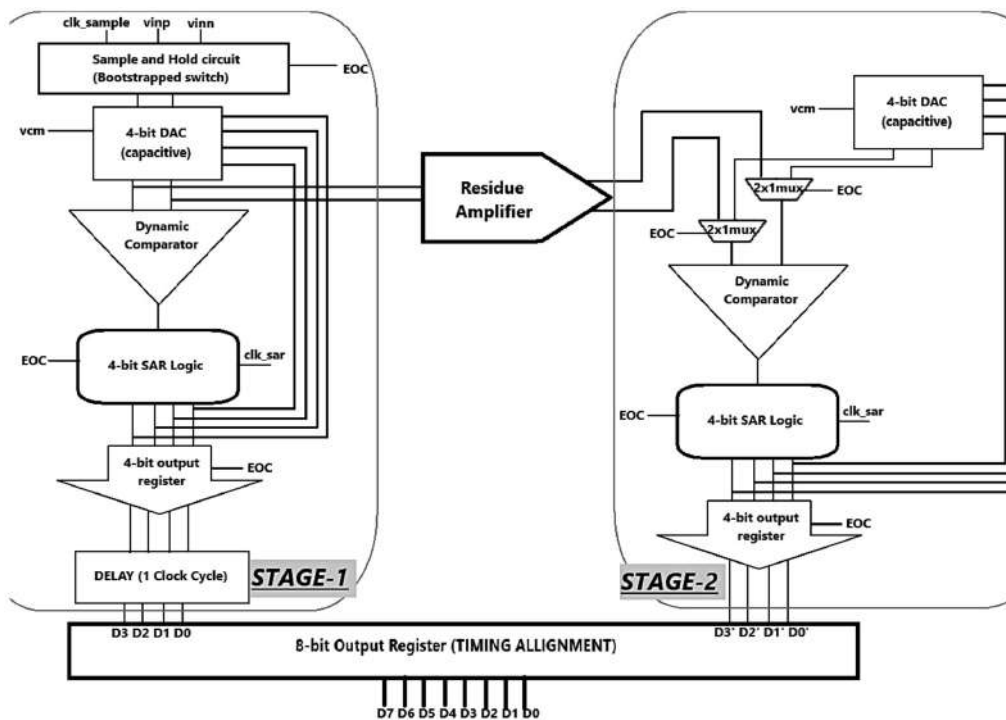 clk_sample vinp vinn
Sample and Hold circuit
(Bootstrapped switch)
EOC
vcm
4-bit DAC
(capacitive)
Dynamic
Comparator
EOC
4-bit SAR Logic
clk_sar
4-bit output
register
EOC
DELAY (1 Clock Cycle)
STAGE-1
D3 D2 D1 D0
Residue
Amplifier
vcm
4-bit DAC
(capacitive)
2x1mux
EOC
EOC
2x1mux
Dynamic
Comparator
EOC
4-bit SAR Logic
clk_sar
4-bit output
register
EOC
STAGE-2
D3' D2' D1' D0'
8-bit Output Register (TIMING ALLIGNMENT)
D7 D6 D5 D4 D3 D2 D1 D0